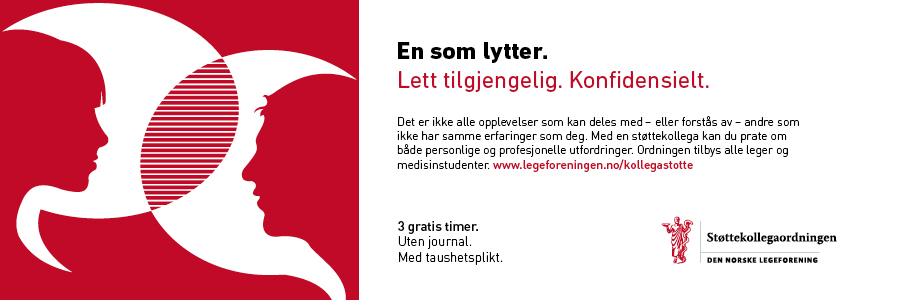 En som lytter.
Lett tilgjengelig. Konfidensielt.
Det er ikke alle opplevelser som kan deles med – eller forstås av – andre som
ikke har samme erfaringer som deg. Med en støttekollega kan du prate om
både personlige og profesjonelle utfordringer. Ordningen tilbys alle leger og
medisinstudenter. www.legeforeningen.no/kollegastotte
3 gratis timer.
Uten journal.
Med taushetsplikt.
Støttekollegaordningen
DEN NORSKE LEGEFORENING